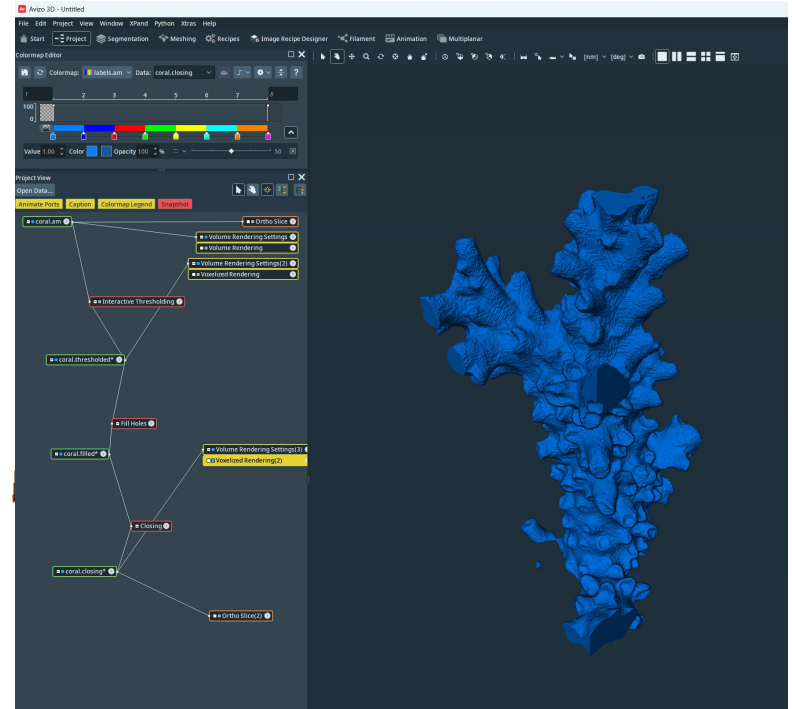 Avizo 3D - Untitled
File Edit Project View Window XPand Python Xtras Help
Start Project Segmentation Meshing Recipes Image Recipe Designer Filament Animation Multiplanar
Colormap Editor
Colormap: labels.am Data: coral.closing
[nm] [deg]
1 2 3 4 5 6 7 8
100
0
Value 1.00 Color Opacity 100 % = 50
Project View
Open Data...
Animate Ports Caption Colormap Legend Snapshot
coral.am Ortho Slice
Volume Rendering Settings
Volume Rendering
Volume Rendering Settings(2)
Voxelized Rendering
Interactive Thresholding
coral.thresholded*
Fill Holes
coral.filled* Volume Rendering Settings(3)
Voxelized Rendering(2)
Closing
coral.closing*
Ortho Slice(2)